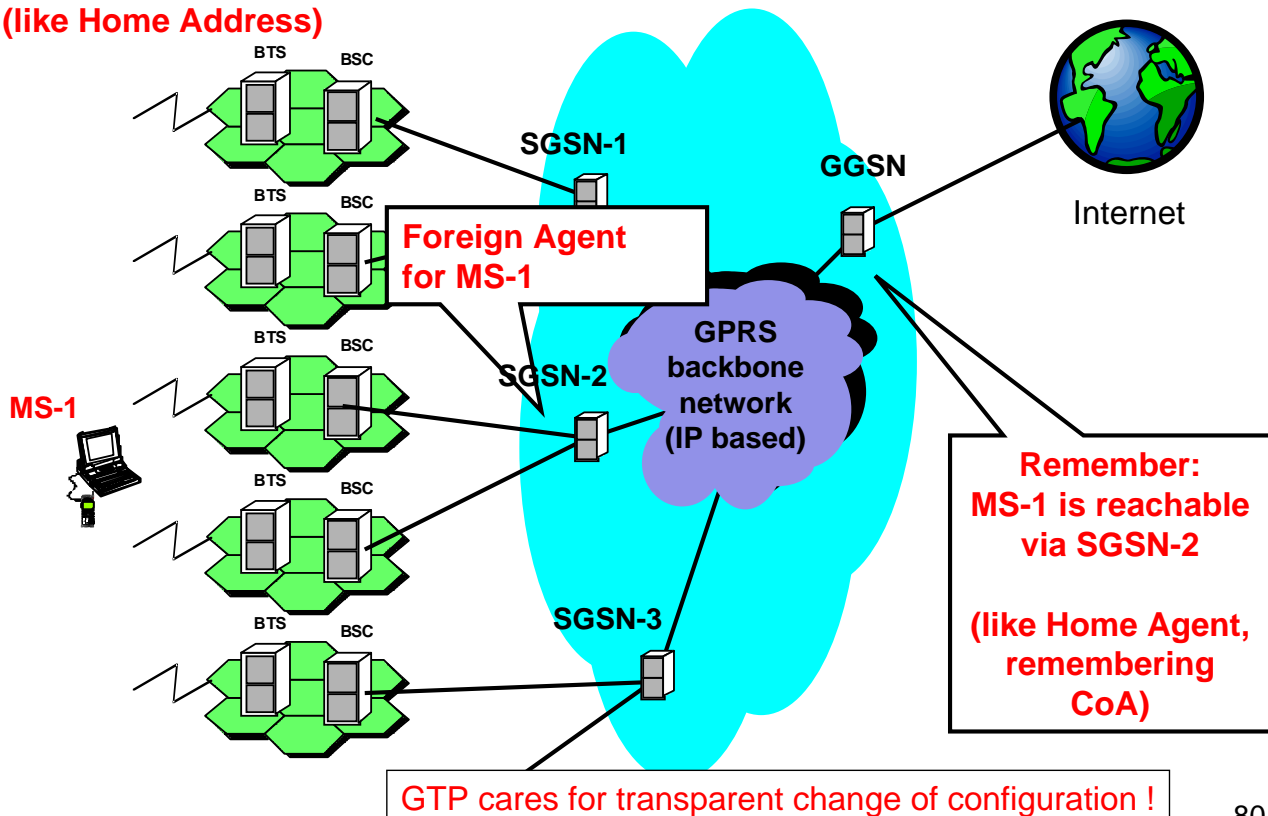 (like Home Address)
BTS
BSC
SGSN-1
GGSN
Internet
BTS
BSC
Foreign Agent
for MS-1
BTS
BSC
SGSN-2
GPRS
backbone
network
(IP based)
MS-1
BTS
BSC
Remember:
MS-1 is reachable
via SGSN-2
(like Home Agent,
remembering
CoA)
BTS
BSC
SGSN-3
GTP cares for transparent change of configuration !
80